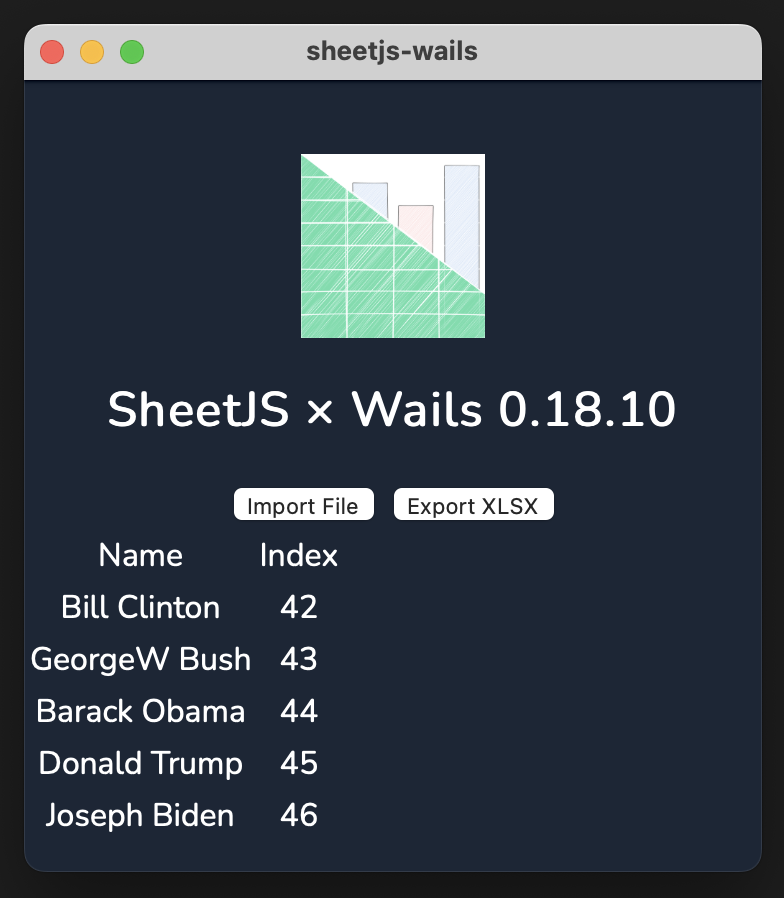 sheetjs-wails
SheetJS × Wails 0.18.10
Import File Export XLSX
Name Index
Bill Clinton 42
GeorgeW Bush 43
Barack Obama 44
Donald Trump 45
Joseph Biden 46